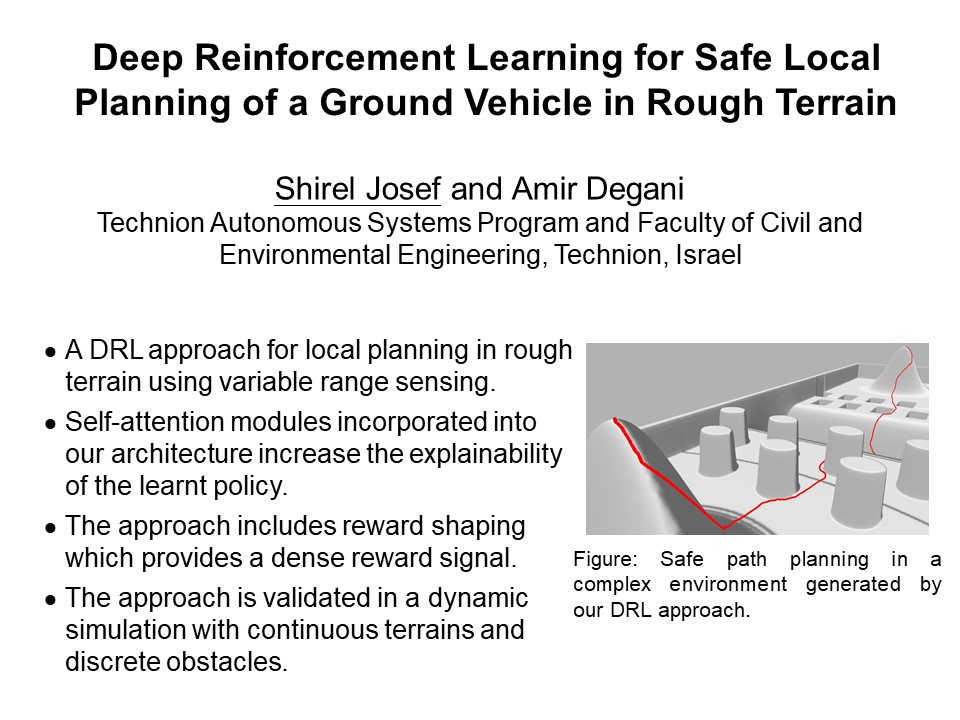 Deep Reinforcement Learning for Safe Local
Planning of a Ground Vehicle in Rough Terrain
Shirel Josef and Amir Degani
Technion Autonomous Systems Program and Faculty of Civil and
Environmental Engineering, Technion, Israel
● A DRL approach for local planning in rough
terrain using variable range sensing.
● Self-attention modules incorporated into
our architecture increase the explainability
of the learnt policy.
● The approach includes reward shaping
which provides a dense reward signal.
● The approach is validated in a dynamic
simulation with continuous terrains and
discrete obstacles.
Figure: Safe path planning in a
complex environment generated by
our DRL approach.